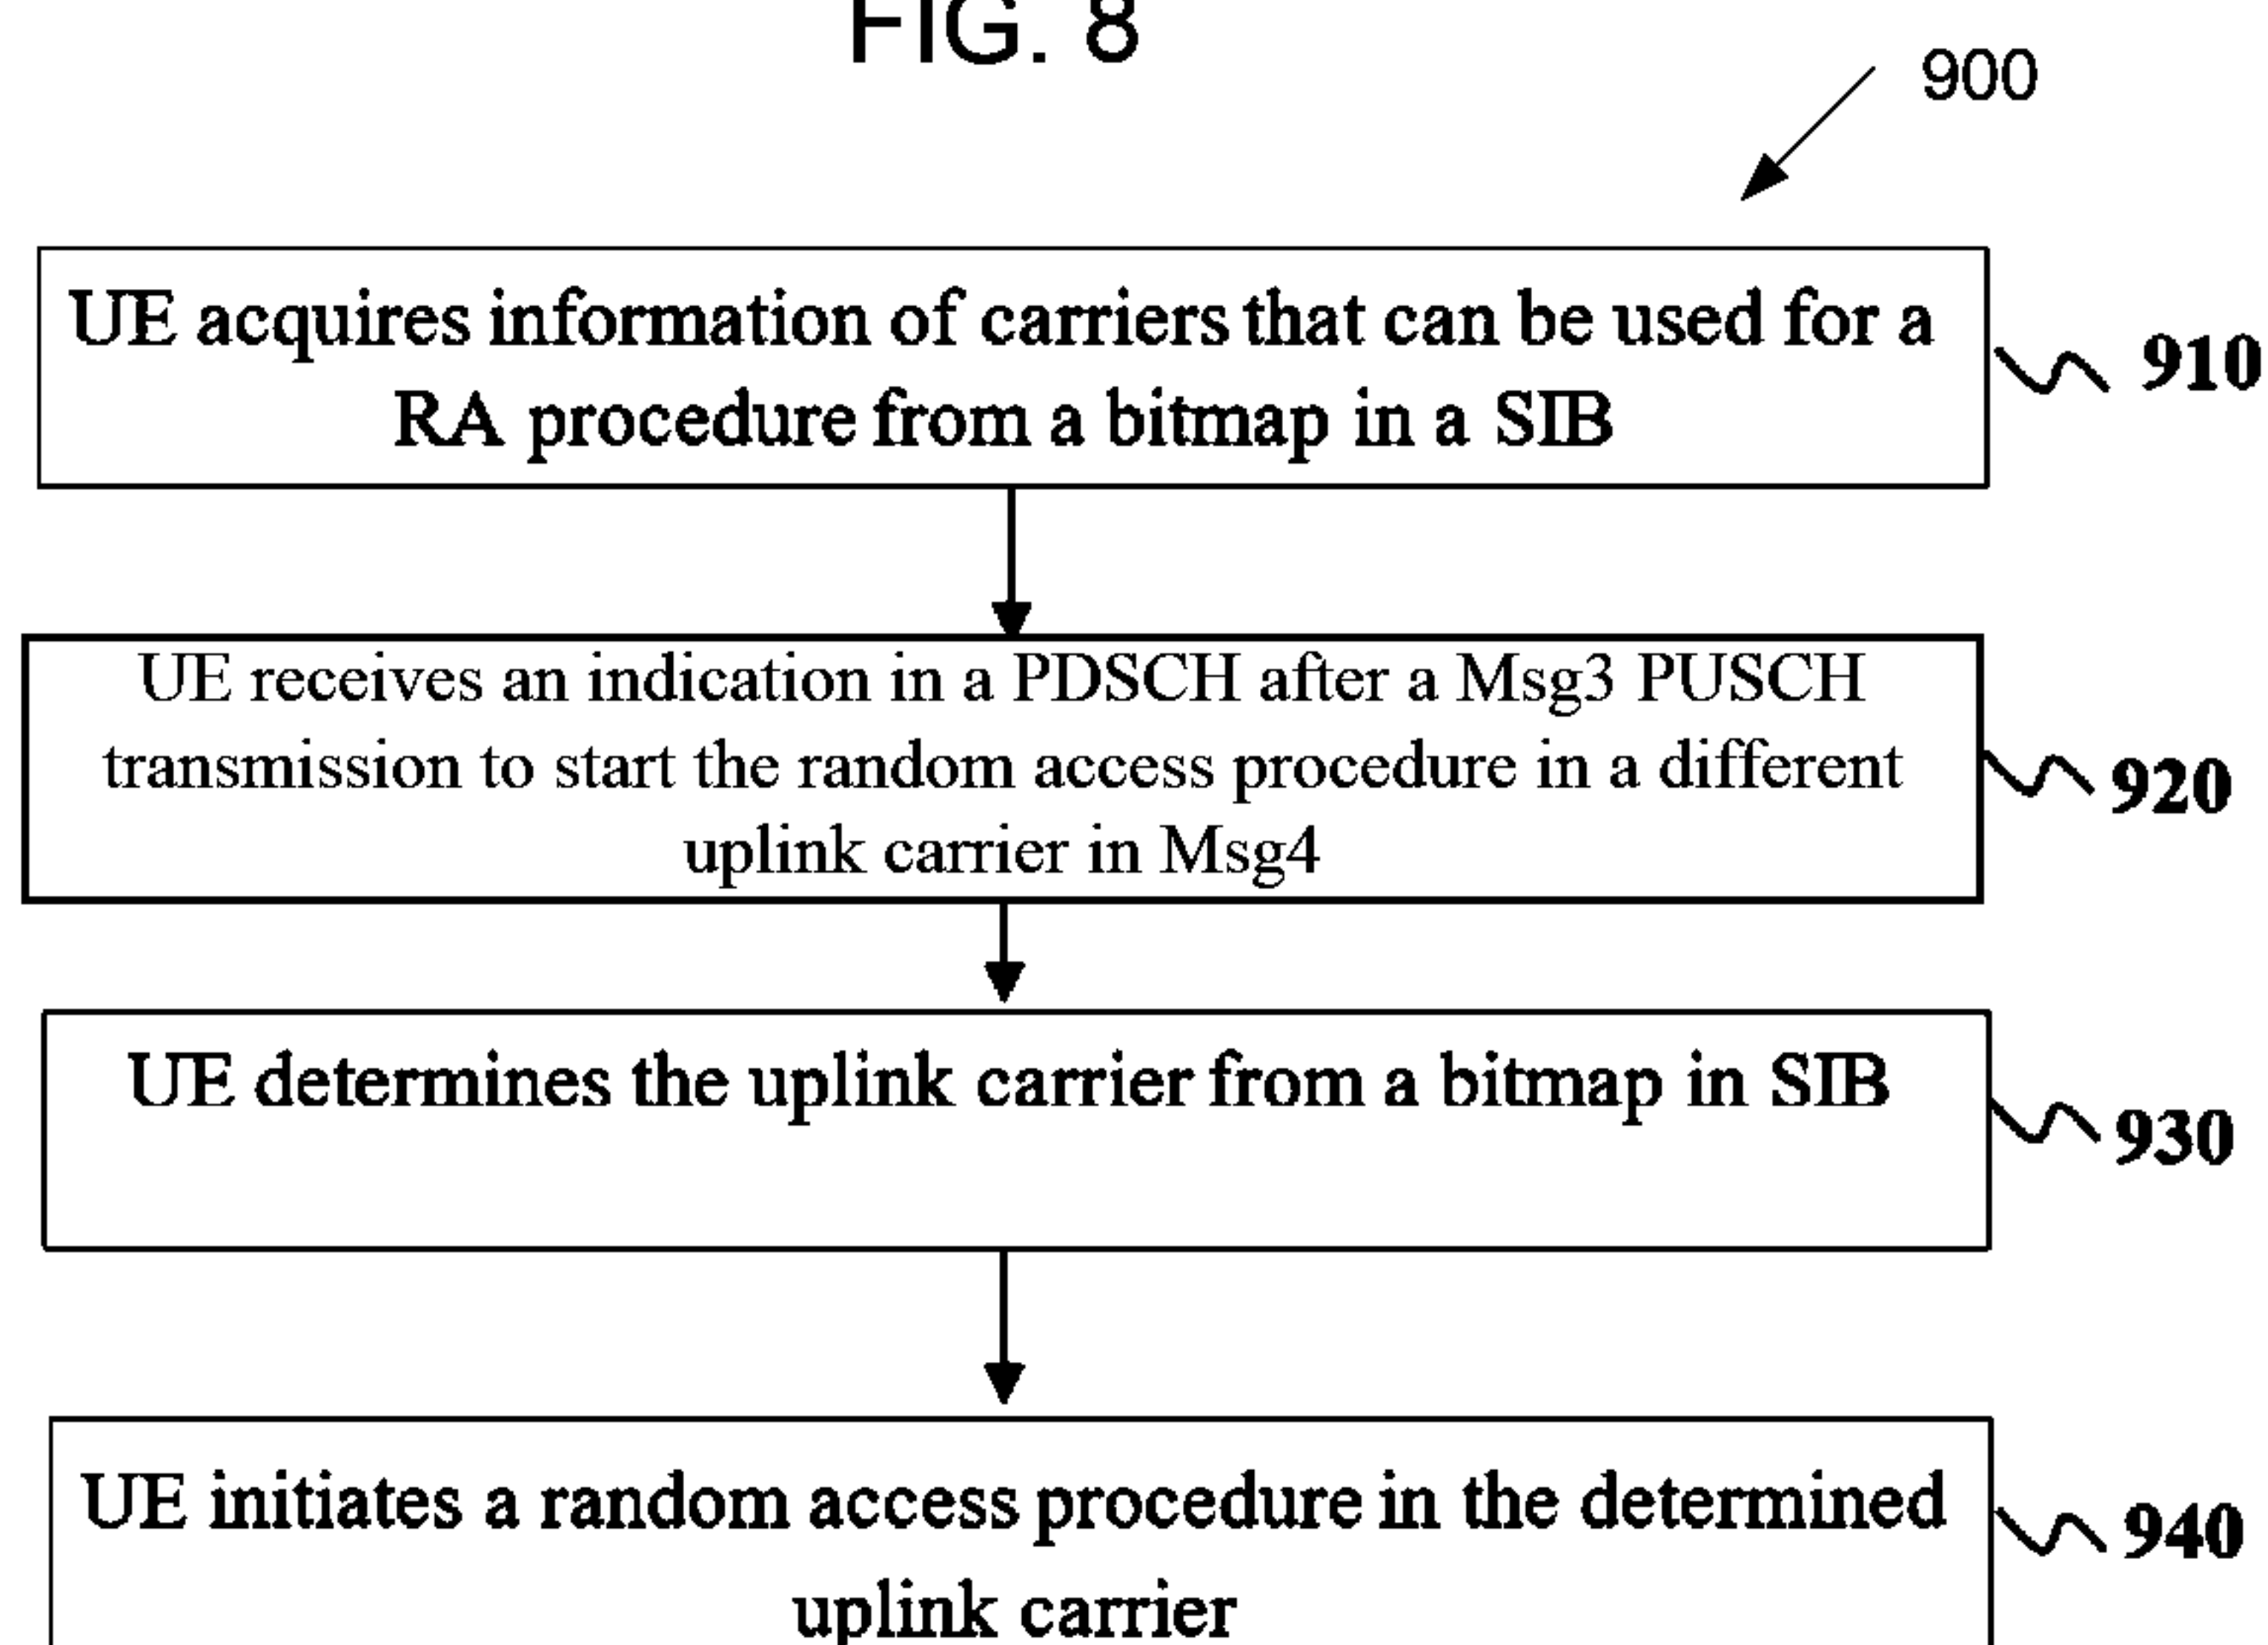 FIG. 8
900
UE acquires information of carriers that can be used for a
RA procedure from a bitmap in a SIB
910
UE receives an indication in a PDSCH after a Msg3 PUSCH
transmission to start the random access procedure in a different
uplink carrier in Msg4
920
UE determines the uplink carrier from a bitmap in SIB
930
UE initiates a random access procedure in the determined
uplink carrier
940